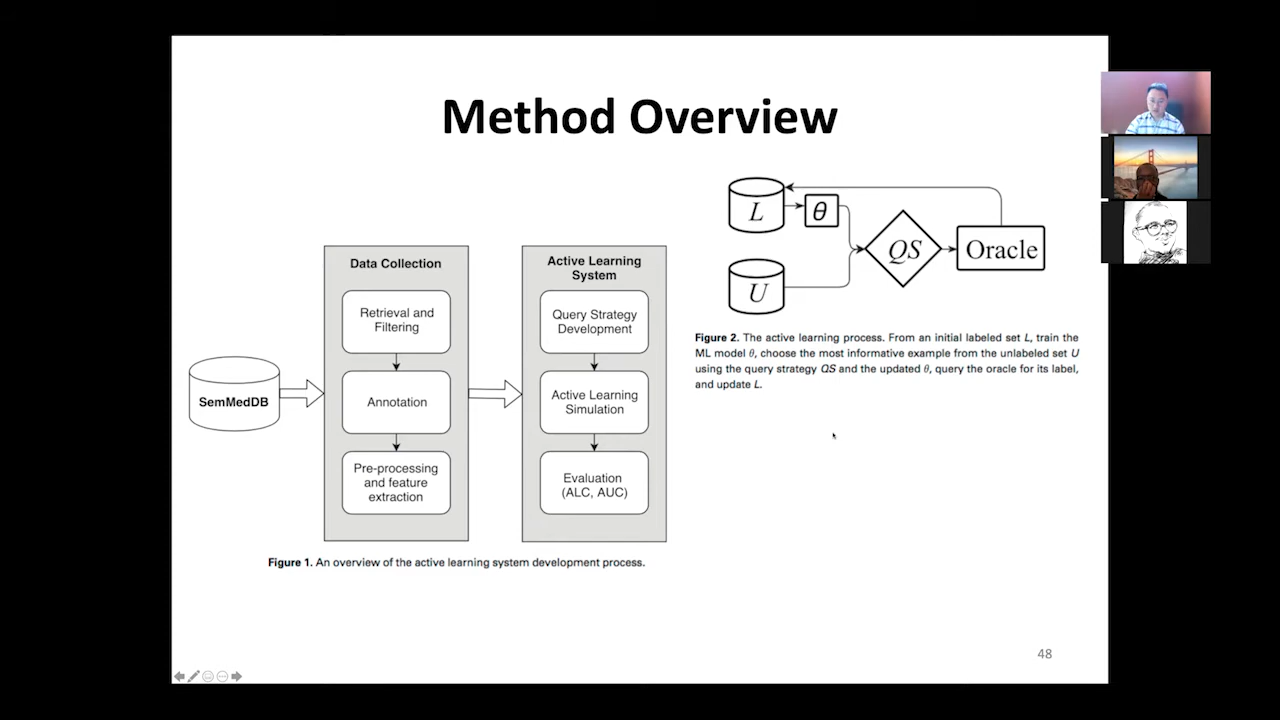 Method Overview
SemMedDB
Data Collection
Retrieval and
Filtering
Annotation
Pre-processing
and feature
extraction
Active Learning
System
Query Strategy
Development
Active Learning
Simulation
Evaluation
(ALC, AUC)
Figure 1. An overview of the active learning system development process.
L
θ
U
QS
Oracle
Figure 2. The active learning process. From an initial labeled set L, train the
ML model θ, choose the most informative example from the unlabeled set U
using the query strategy QS and the updated θ, query the oracle for its label,
and update L.
48